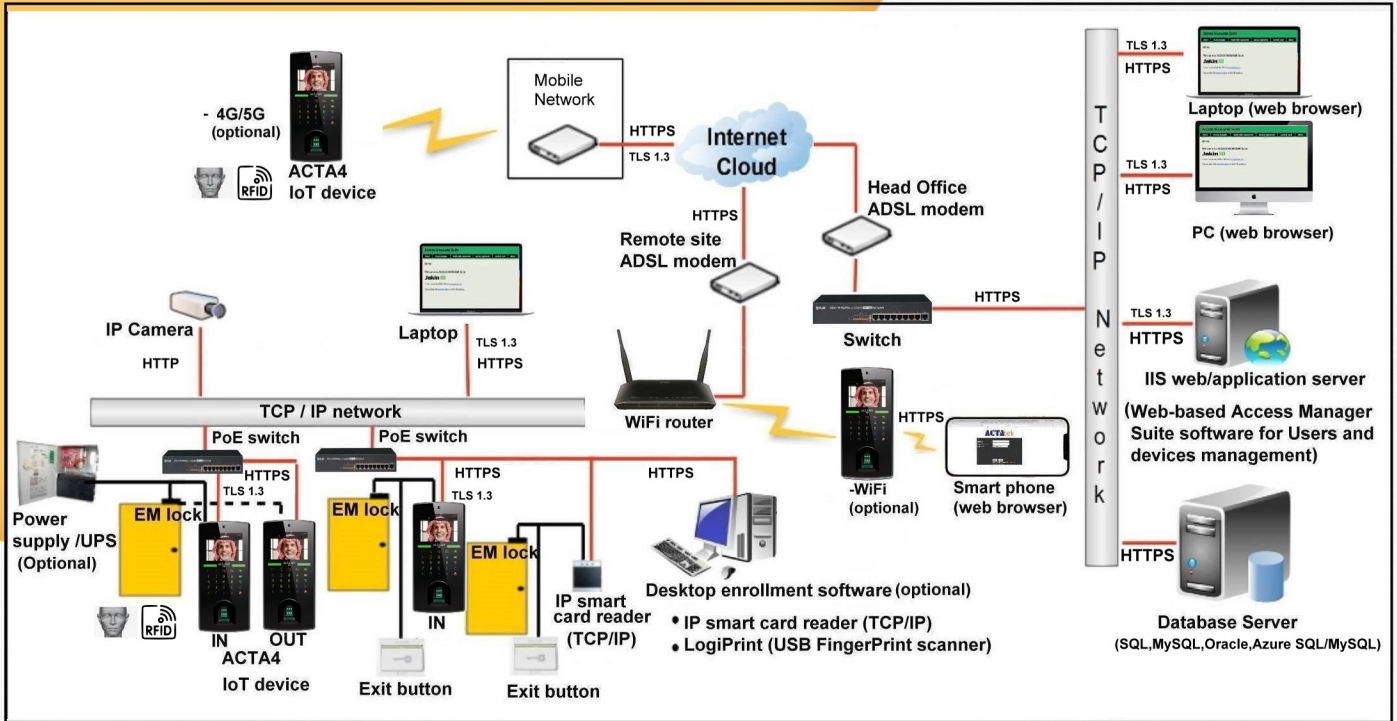 - 4G/5G
(optional)
RFID
ACTA4
IoT device
Mobile
Network
HTTPS
TLS 1.3
Internet
Cloud
HTTPS
Remote site
ADSL modem
Head Office
ADSL modem
Switch
HTTPS
TCP/IP Network
TLS 1.3
HTTPS
Jakin
Laptop (web browser)
TLS 1.3
HTTPS
Jakin
PC (web browser)
TLS 1.3
HTTPS
IIS web/application server
(Web-based Access Manager
Suite software for Users and
devices management)
HTTPS
Database Server
(SQL,MySQL,Oracle,Azure SQL/MySQL)
IP Camera
HTTP
Jakin
Laptop
TLS 1.3
HTTPS
TCP / IP network
WiFi router
-WiFi
(optional)
HTTPS
ACTAtek
Smart phone
(web browser)
PoE switch
HTTPS
TLS 1.3
PoE switch
HTTPS
TLS 1.3
HTTPS
Power
supply /UPS
(Optional)
EM lock
RFID
IN
OUT
ACTA4
IoT device
EM lock
IN
Exit button
EM lock
Exit button
IP smart
card reader
(TCP/IP)
Desktop enrollment software (optional)
• IP smart card reader (TCP/IP)
• LogiPrint (USB FingerPrint scanner)